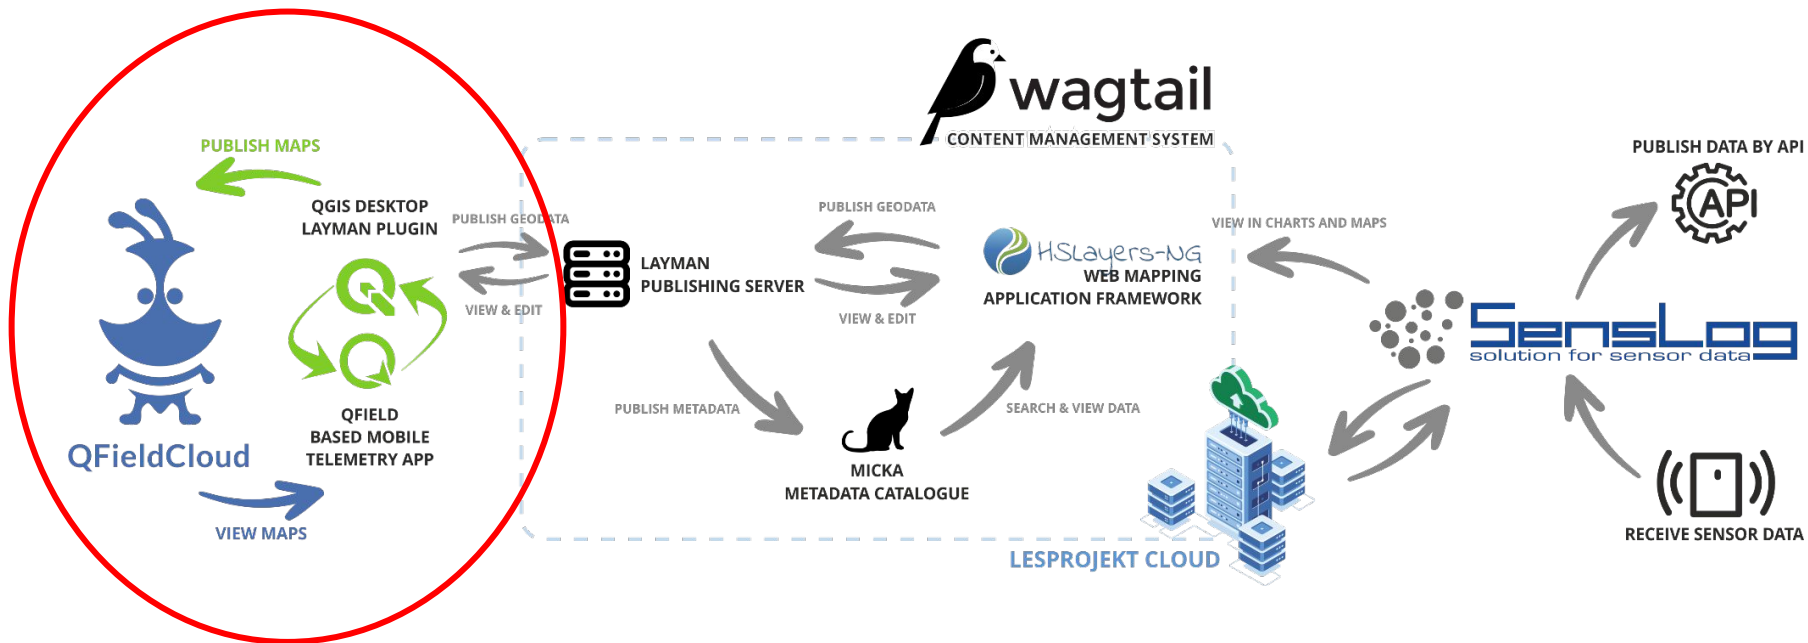 PUBLISH MAPS
QGIS DESKTOP
LAYMAN PLUGIN
QFIELD
BASED MOBILE
TELEMETRY APP
QFieldCloud
VIEW MAPS
PUBLISH GEODATA
VIEW & EDIT
LAYMAN
PUBLISHING SERVER
wagtail
CONTENT MANAGEMENT SYSTEM
PUBLISH GEODATA
VIEW & EDIT
HSLayers-NG
WEB MAPPING
APPLICATION FRAMEWORK
PUBLISH METADATA
MICKA
METADATA CATALOGUE
SEARCH & VIEW DATA
LESPROJEKT CLOUD
VIEW IN CHARTS AND MAPS
PUBLISH DATA BY API
API
SensLog
solution for sensor data
RECEIVE SENSOR DATA